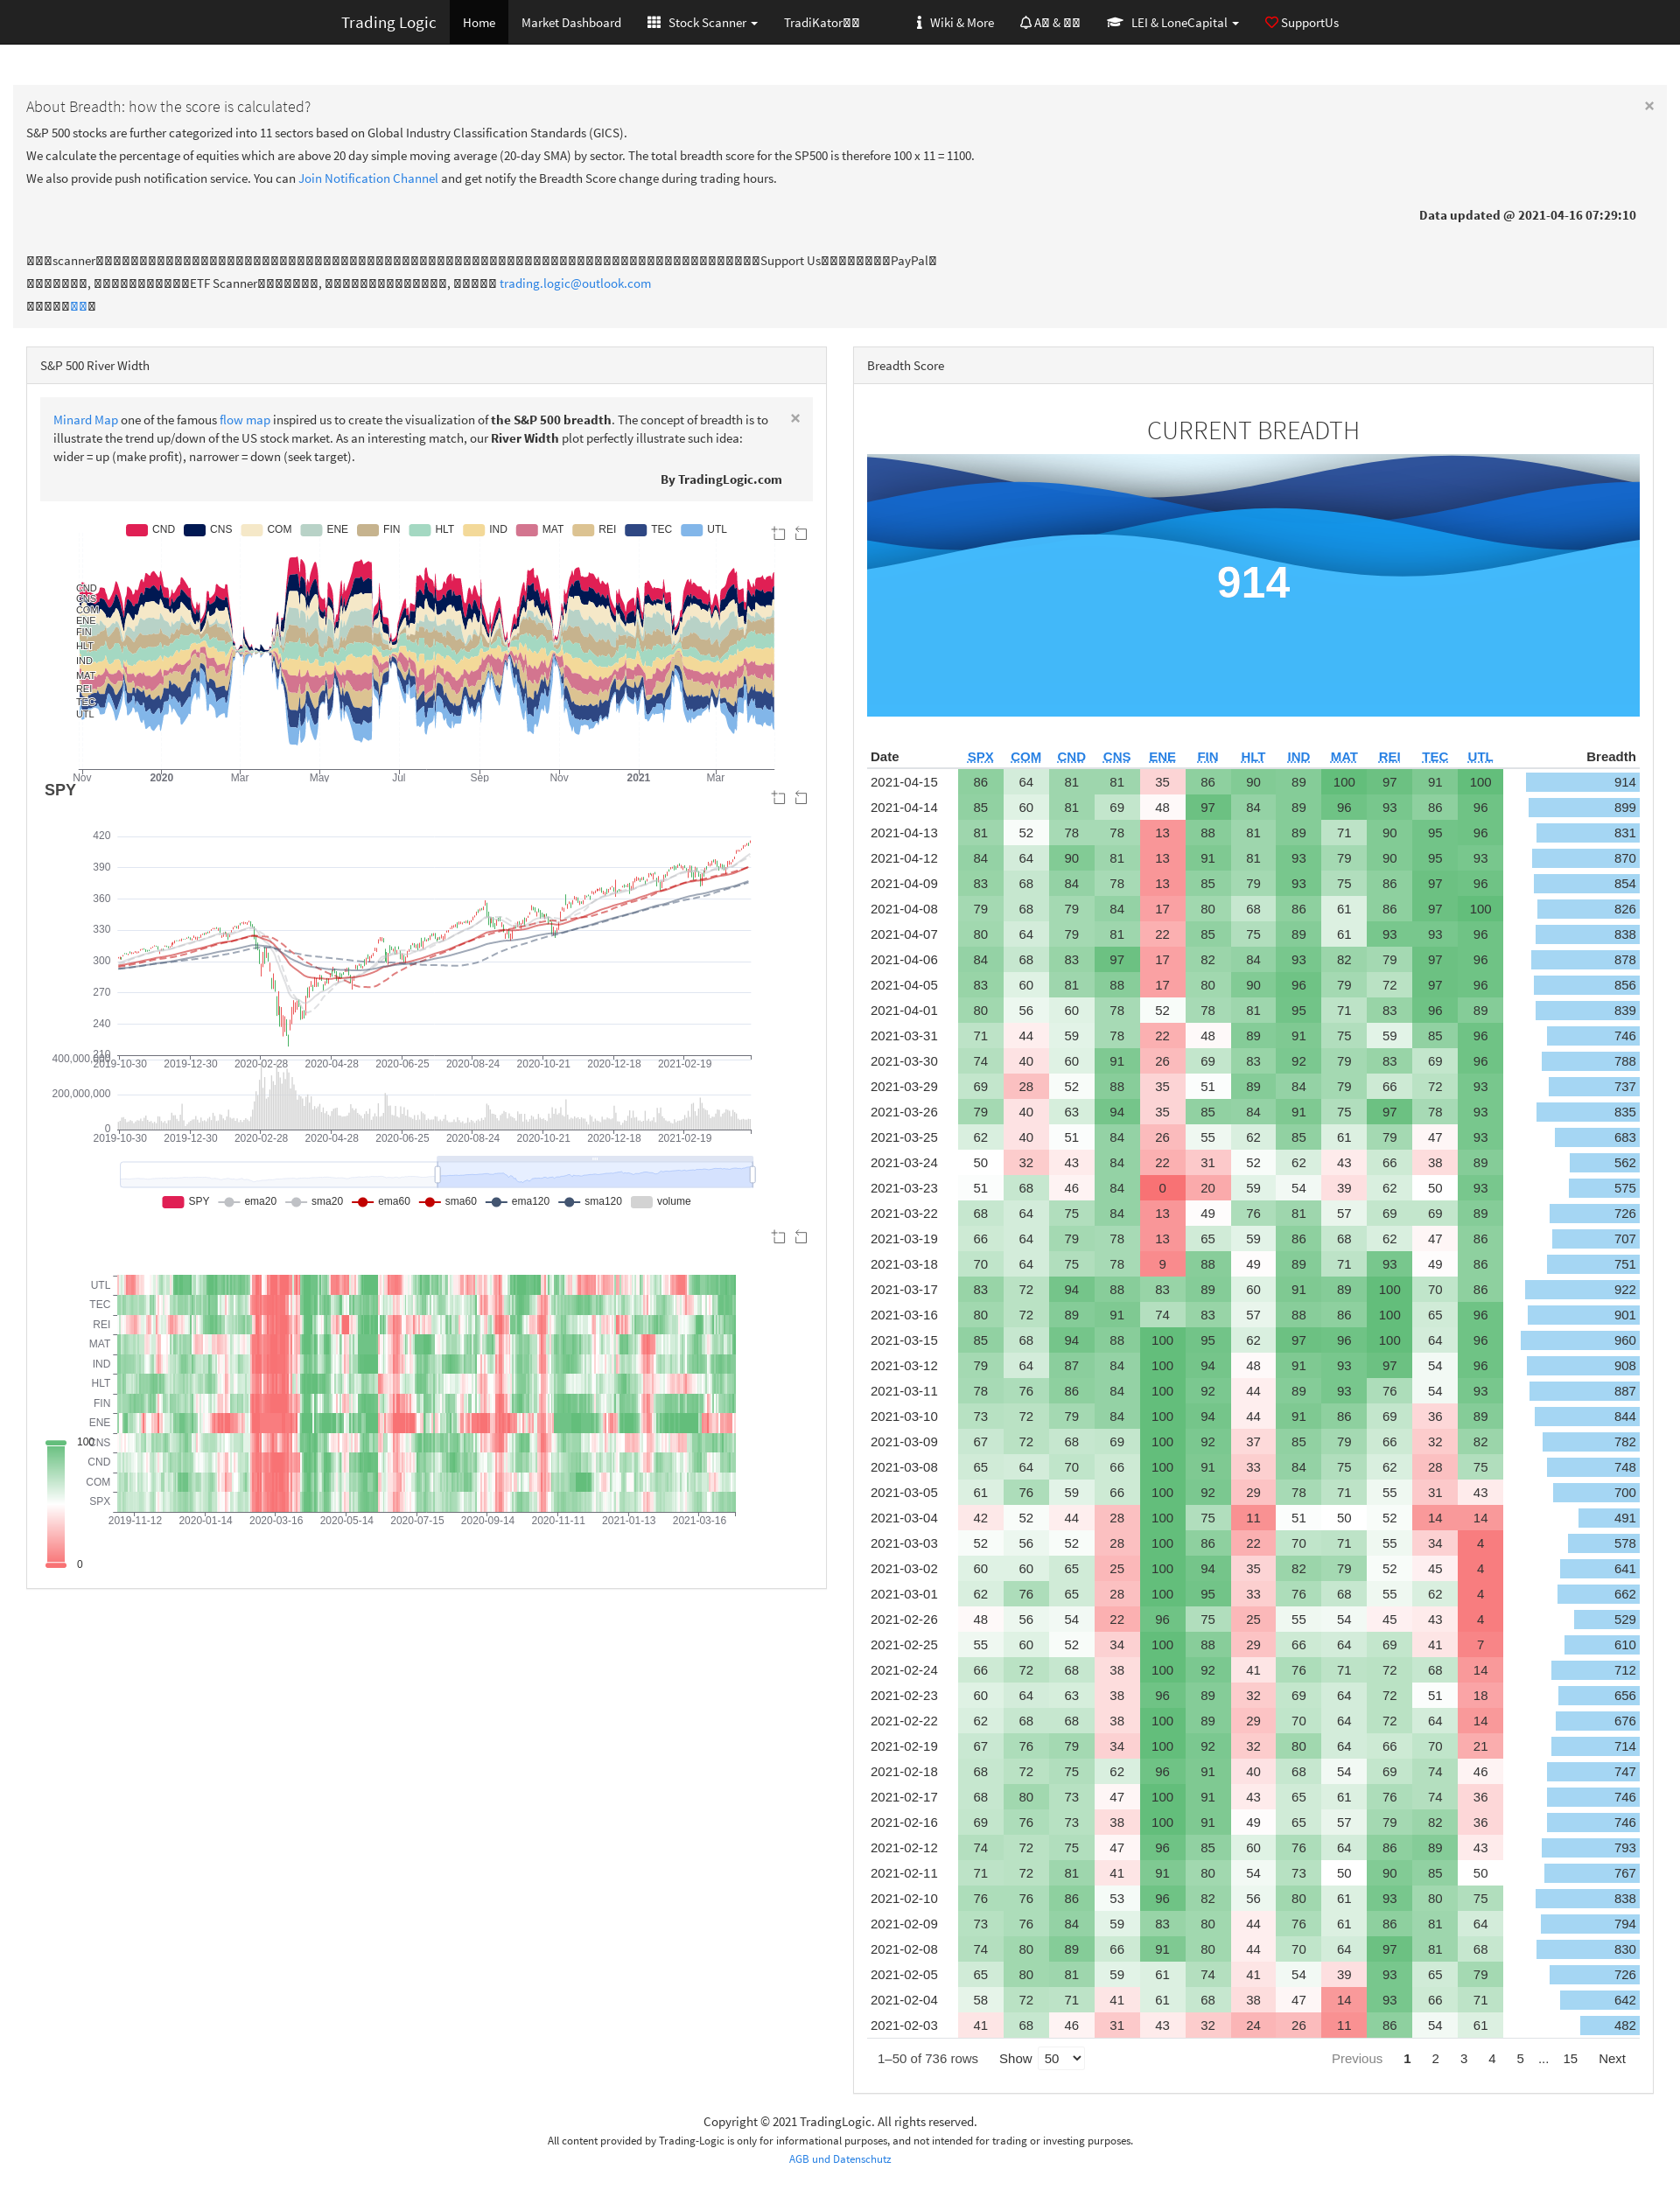 Trading Logic Home Market Dashboard Stock Scanner TradiKator Wiki & More A & LEI & LoneCapital SupportUs
About Breadth: how the score is calculated? ×
S&P 500 stocks are further categorized into 11 sectors based on Global Industry Classification Standards (GICS).
We calculate the percentage of equities which are above 20 day simple moving average (20-day SMA) by sector. The total breadth score for the SP500 is therefore 100 x 11 = 1100.
We also provide push notification service. You can Join Notification Channel and get notify the Breadth Score change during trading hours.
Data updated @ 2021-04-16 07:29:10
scanner Support Us PayPal
, ETF Scanner , , trading.logic@outlook.com
S&P 500 River Width
Minard Map one of the famous flow map inspired us to create the visualization of the S&P 500 breadth. The concept of breadth is to ×
illustrate the trend up/down of the US stock market. As an interesting match, our River Width plot perfectly illustrate such idea:
wider = up (make profit), narrower = down (seek target).
By TradingLogic.com
CND CNS COM ENE FIN HLT IND MAT REI TEC UTL
CND
CNS
COM
ENE
FIN
HLT
IND
MAT
REI
TEC
UTL
Nov 2020 Mar May Jul Sep Nov 2021 Mar
SPY
420
390
360
330
300
270
240
210
2019-10-30 2019-12-30 2020-02-28 2020-04-28 2020-06-25 2020-08-24 2020-10-21 2020-12-18 2021-02-19
400,000,000
200,000,000
0
2019-10-30 2019-12-30 2020-02-28 2020-04-28 2020-06-25 2020-08-24 2020-10-21 2020-12-18 2021-02-19
SPY ema20 sma20 ema60 sma60 ema120 sma120 volume
UTL
TEC
REI
MAT
IND
HLT
FIN
ENE
CNS
CND
COM
SPX
100
0
2019-11-12 2020-01-14 2020-03-16 2020-05-14 2020-07-15 2020-09-14 2020-11-11 2021-01-13 2021-03-16
Breadth Score
CURRENT BREADTH
914
Date SPX COM CND CNS ENE FIN HLT IND MAT REI TEC UTL Breadth
2021-04-15 86 64 81 81 35 86 90 89 100 97 91 100 914
2021-04-14 85 60 81 69 48 97 84 89 96 93 86 96 899
2021-04-13 81 52 78 78 13 88 81 89 71 90 95 96 831
2021-04-12 84 64 90 81 13 91 81 93 79 90 95 93 870
2021-04-09 83 68 84 78 13 85 79 93 75 86 97 96 854
2021-04-08 79 68 79 84 17 80 68 86 61 86 97 100 826
2021-04-07 80 64 79 81 22 85 75 89 61 93 93 96 838
2021-04-06 84 68 83 97 17 82 84 93 82 79 97 96 878
2021-04-05 83 60 81 88 17 80 90 96 79 72 97 96 856
2021-04-01 80 56 60 78 52 78 81 95 71 83 96 89 839
2021-03-31 71 44 59 78 22 48 89 91 75 59 85 96 746
2021-03-30 74 40 60 91 26 69 83 92 79 83 69 96 788
2021-03-29 69 28 52 88 35 51 89 84 79 66 72 93 737
2021-03-26 79 40 63 94 35 85 84 91 75 97 78 93 835
2021-03-25 62 40 51 84 26 55 62 85 61 79 47 93 683
2021-03-24 50 32 43 84 22 31 52 62 43 66 38 89 562
2021-03-23 51 68 46 84 0 20 59 54 39 62 50 93 575
2021-03-22 68 64 75 84 13 49 76 81 57 69 69 89 726
2021-03-19 66 64 79 78 13 65 59 86 68 62 47 86 707
2021-03-18 70 64 75 78 9 88 49 89 71 93 49 86 751
2021-03-17 83 72 94 88 83 89 60 91 89 100 70 86 922
2021-03-16 80 72 89 91 74 83 57 88 86 100 65 96 901
2021-03-15 85 68 94 88 100 95 62 97 96 100 64 96 960
2021-03-12 79 64 87 84 100 94 48 91 93 97 54 96 908
2021-03-11 78 76 86 84 100 92 44 89 93 76 54 93 887
2021-03-10 73 72 79 84 100 94 44 91 86 69 36 89 844
2021-03-09 67 72 68 69 100 92 37 85 79 66 32 82 782
2021-03-08 65 64 70 66 100 91 33 84 75 62 28 75 748
2021-03-05 61 76 59 66 100 92 29 78 71 55 31 43 700
2021-03-04 42 52 44 28 100 75 11 51 50 52 14 14 491
2021-03-03 52 56 52 28 100 86 22 70 71 55 34 4 578
2021-03-02 60 60 65 25 100 94 35 82 79 52 45 4 641
2021-03-01 62 76 65 28 100 95 33 76 68 55 62 4 662
2021-02-26 48 56 54 22 96 75 25 55 54 45 43 4 529
2021-02-25 55 60 52 34 100 88 29 66 64 69 41 7 610
2021-02-24 66 72 68 38 100 92 41 76 71 72 68 14 712
2021-02-23 60 64 63 38 96 89 32 69 64 72 51 18 656
2021-02-22 62 68 68 38 100 89 29 70 64 72 64 14 676
2021-02-19 67 76 79 34 100 92 32 80 64 66 70 21 714
2021-02-18 68 72 75 62 96 91 40 68 54 69 74 46 747
2021-02-17 68 80 73 47 100 91 43 65 61 76 74 36 746
2021-02-16 69 76 73 38 100 91 49 65 57 79 82 36 746
2021-02-12 74 72 75 47 96 85 60 76 64 86 89 43 793
2021-02-11 71 72 81 41 91 80 54 73 50 90 85 50 767
2021-02-10 76 76 86 53 96 82 56 80 61 93 80 75 838
2021-02-09 73 76 84 59 83 80 44 76 61 86 81 64 794
2021-02-08 74 80 89 66 91 80 44 70 64 97 81 68 830
2021-02-05 65 80 81 59 61 74 41 54 39 93 65 79 726
2021-02-04 58 72 71 41 61 68 38 47 14 93 66 71 642
2021-02-03 41 68 46 31 43 32 24 26 11 86 54 61 482
1–50 of 736 rows Show 50 Previous 1 2 3 4 5 ... 15 Next
Copyright © 2021 TradingLogic. All rights reserved.
All content provided by Trading-Logic is only for informational purposes, and not intended for trading or investing purposes.
AGB und Datenschutz